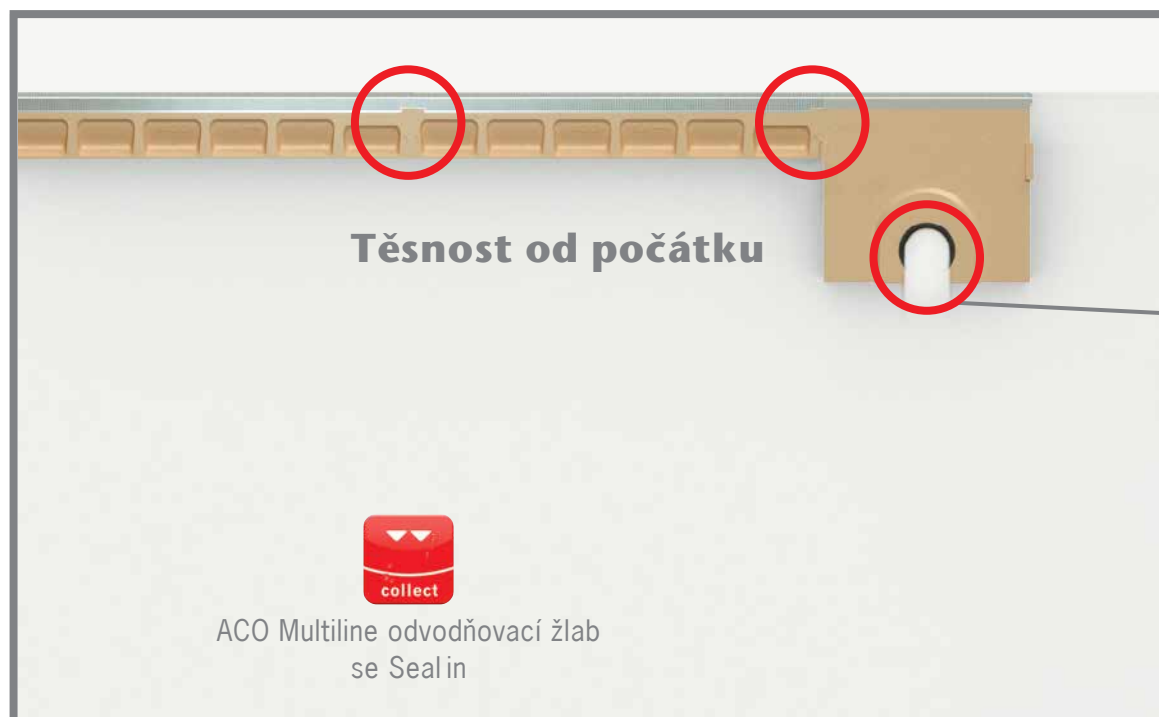 Těsnost od počátku
collect
ACO Multiline odvodňovací žlab
se Seal in